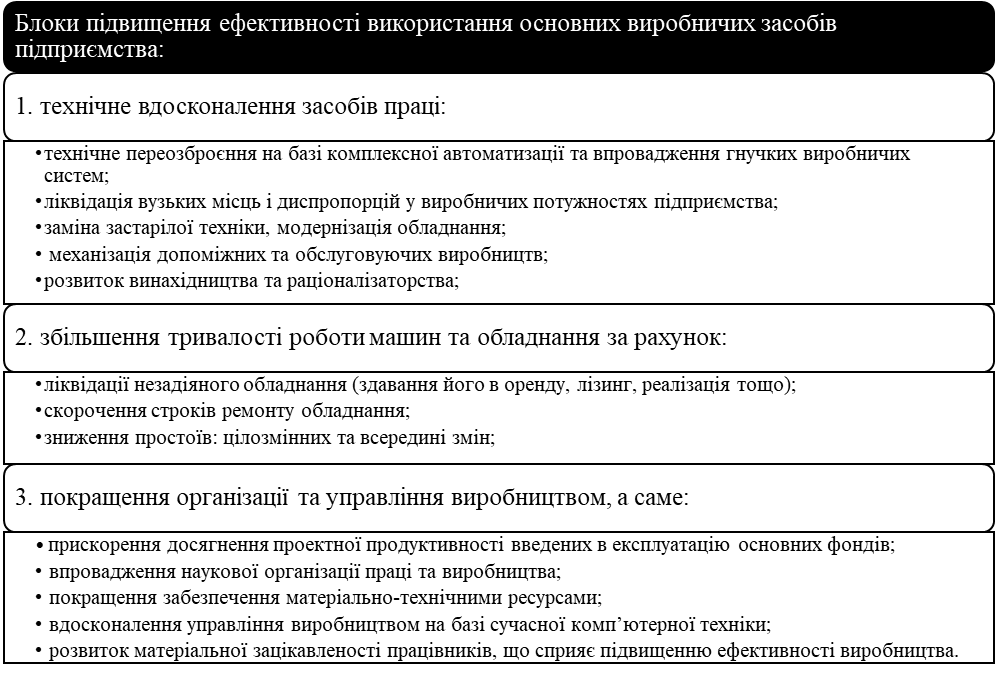 Блоки підвищення ефективності використання основних виробничих засобів
підприємства:
1. технічне вдосконалення засобів праці:
•технічне переозброєння на базі комплексної автоматизації та впровадження гнучких виробничих
систем;
•ліквідація вузьких місць і диспропорцій у виробничих потужностях підприємства;
•заміна застарілої техніки, модернізація обладнання;
• механізація допоміжних та обслуговуючих виробництв;
•розвиток винахідництва та раціоналізаторства;
2. збільшення тривалості роботи машин та обладнання за рахунок:
•ліквідації незадіяного обладнання (здавання його в оренду, лізинг, реалізація тощо);
•скорочення строків ремонту обладнання;
•зниження простоїв: цілозмінних та всередині змін;
3. покращення організації та управління виробництвом, а саме:
• прискорення досягнення проектної продуктивності введених в експлуатацію основних фондів;
• впровадження наукової організації праці та виробництва;
• покращення забезпечення матеріально-технічними ресурсами;
• вдосконалення управління виробництвом на базі сучасної комп’ютерної техніки;
• розвиток матеріальної зацікавленості працівників, що сприяє підвищенню ефективності виробництва.